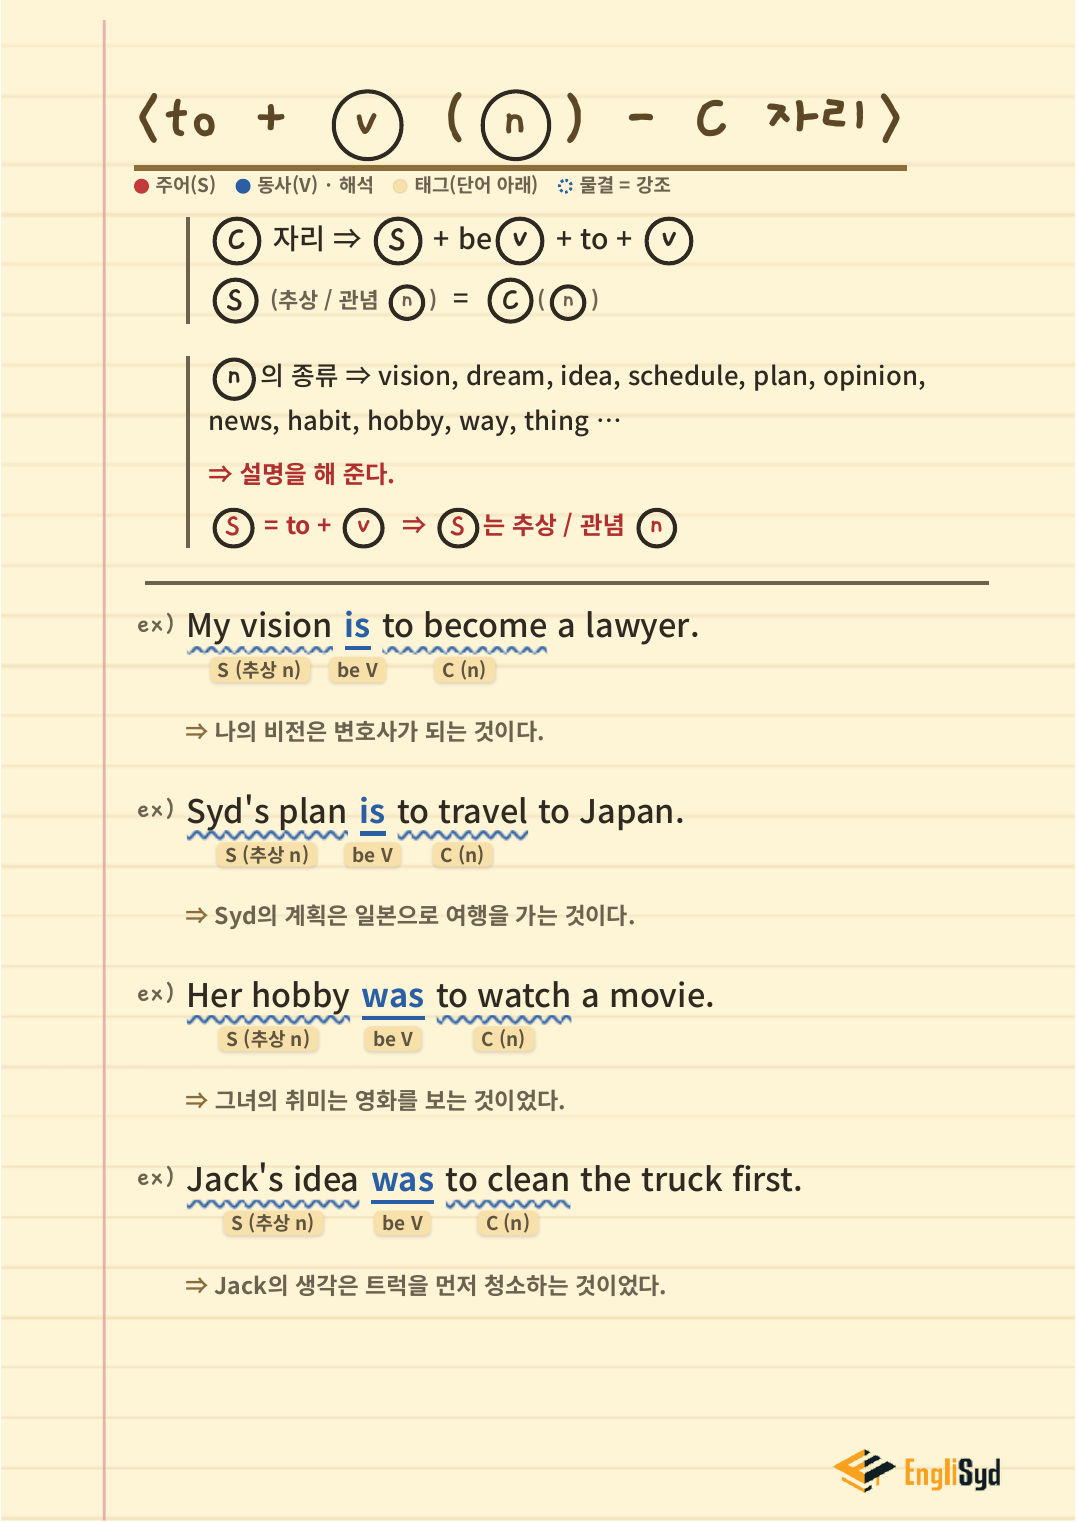 〈to + ⓥ (ⓝ) - C 자리〉
주어(S) 동사(V) · 해석 태그(단어 아래) 물결 = 강조
Ⓒ 자리 ⇒ Ⓢ + beⓥ + to + ⓥ
Ⓢ (추상 / 관념 ⓝ) = Ⓒ(ⓝ)
ⓝ의 종류 ⇒ vision, dream, idea, schedule, plan, opinion,
news, habit, hobby, way, thing ⋯
⇒ 설명을 해 준다.
Ⓢ = to + ⓥ ⇒ Ⓢ는 추상 / 관념 ⓝ
ex) My vision is to become a lawyer.
S (추상 n) be V C (n)
⇒ 나의 비전은 변호사가 되는 것이다.
ex) Syd's plan is to travel to Japan.
S (추상 n) be V C (n)
⇒ Syd의 계획은 일본으로 여행을 가는 것이다.
ex) Her hobby was to watch a movie.
S (추상 n) be V C (n)
⇒ 그녀의 취미는 영화를 보는 것이었다.
ex) Jack's idea was to clean the truck first.
S (추상 n) be V C (n)
⇒ Jack의 생각은 트럭을 먼저 청소하는 것이었다.
EngliSyd